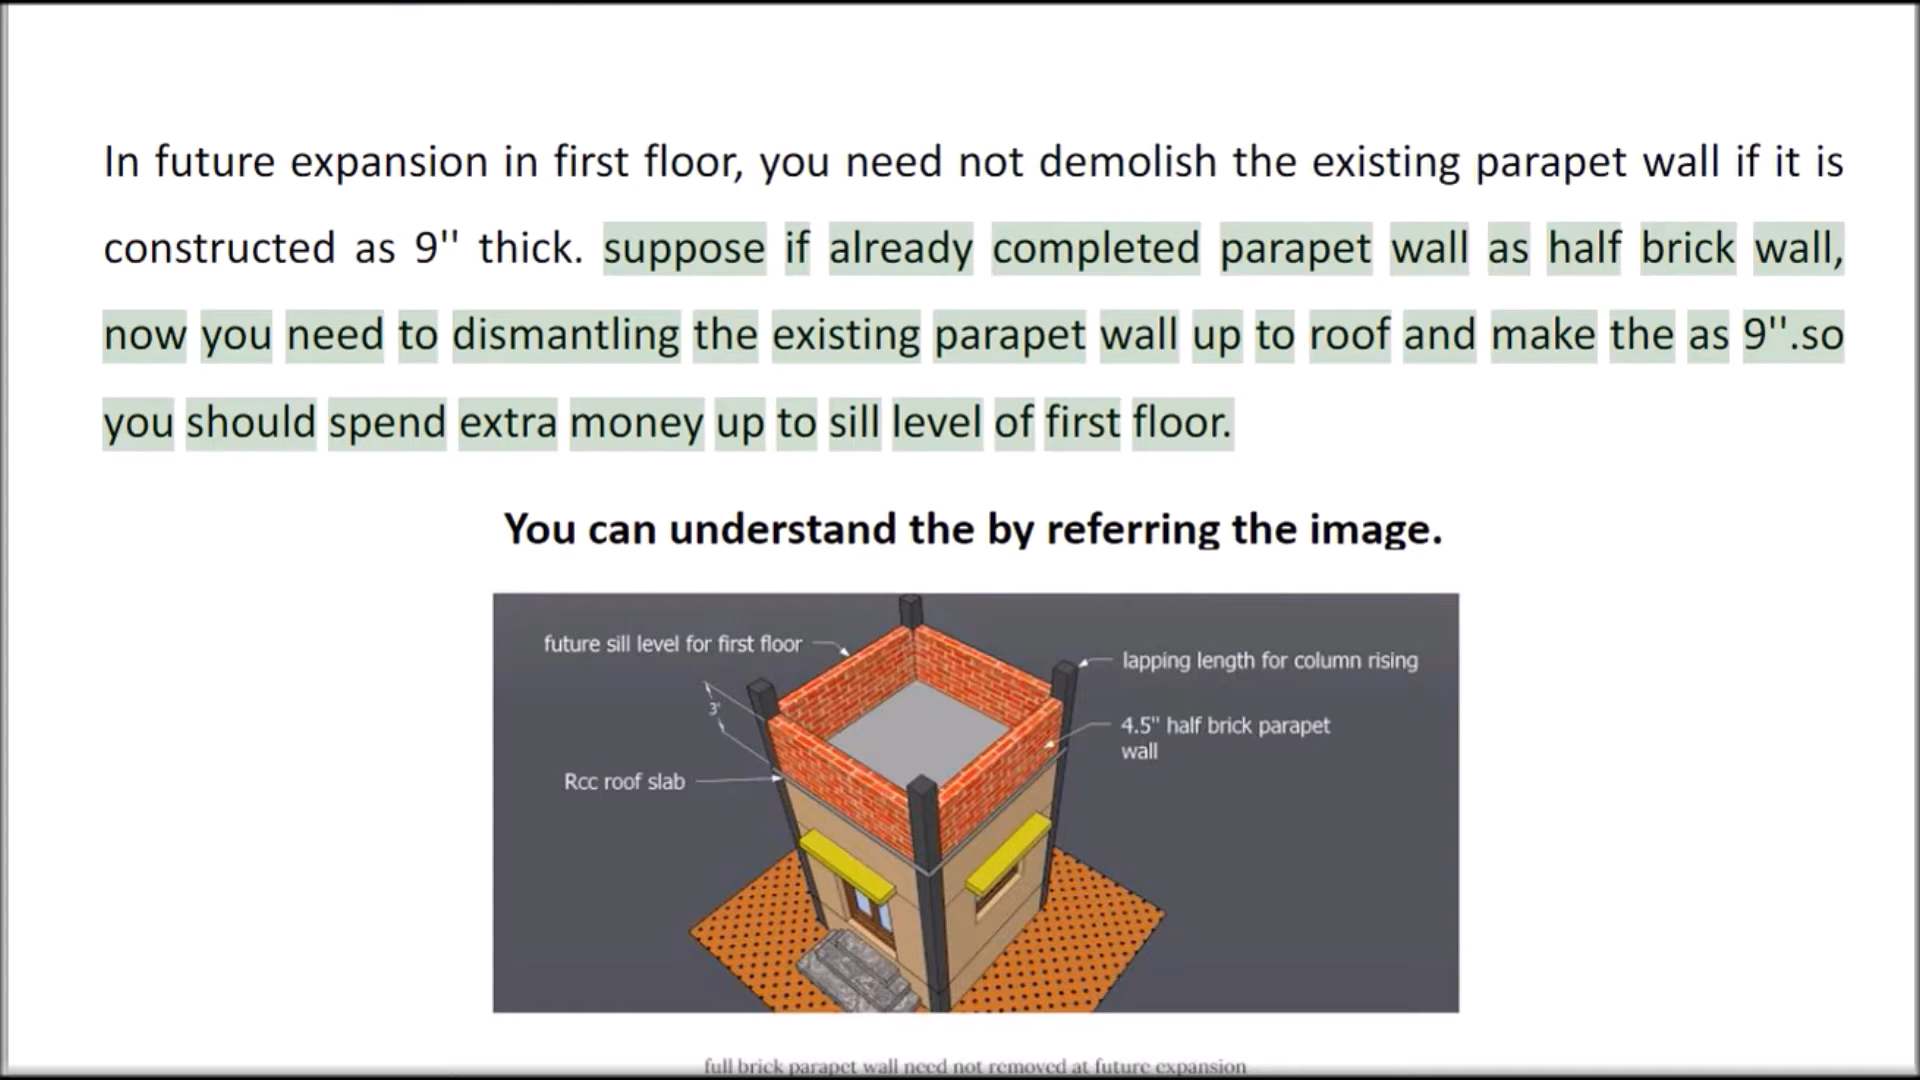 In future expansion in first floor, you need not demolish the existing parapet wall if it is
constructed as 9'' thick. suppose if already completed parapet wall as half brick wall,
now you need to dismantling the existing parapet wall up to roof and make the as 9''.so
you should spend extra money up to sill level of first floor.
You can understand the by referring the image.
future sill level for first floor
lapping length for column rising
3'
4.5" half brick parapet
wall
Rcc roof slab
full brick parapet wall need not removed at future expansion